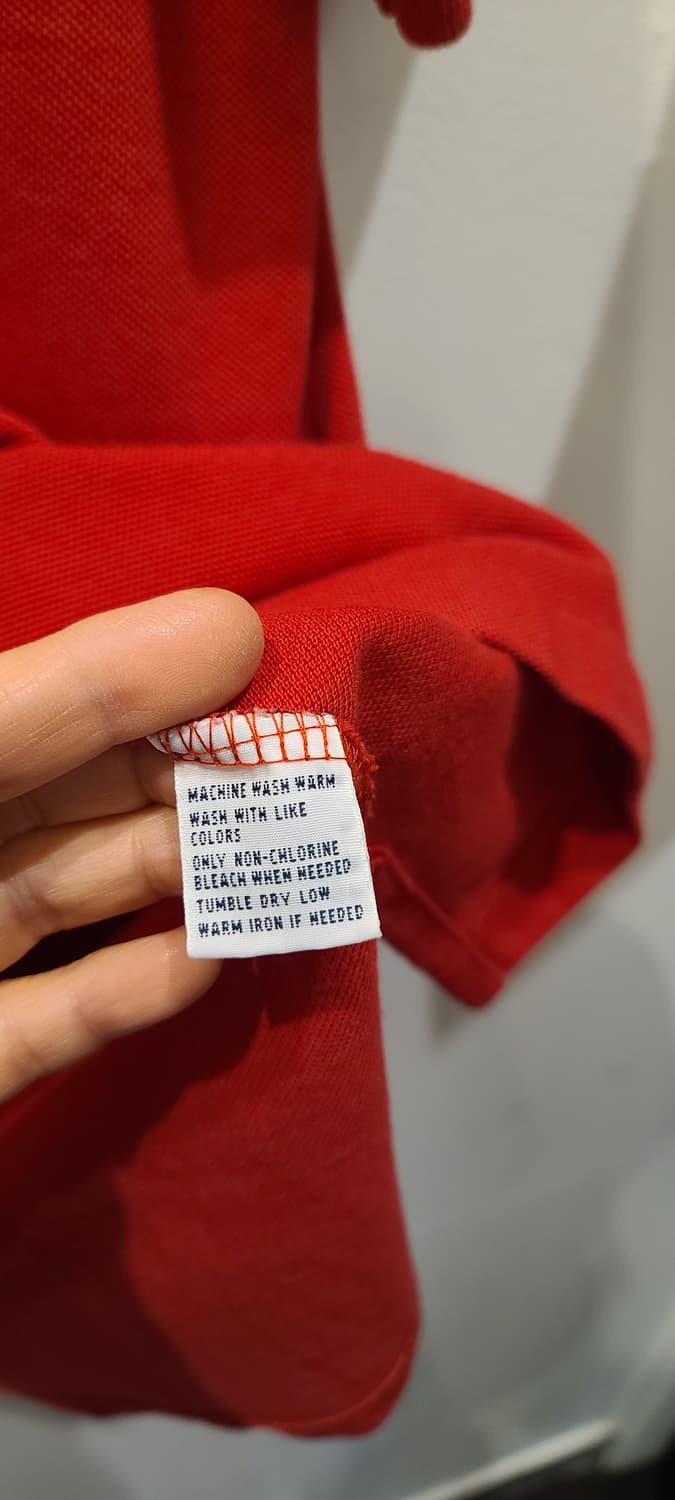 MACHINE WASH WARM
WASH WITH LIKE
COLORS
ONLY NON-CHLORINE
BLEACH WHEN NEEDED
TUMBLE DRY LOW
WARM IRON IF NEEDED